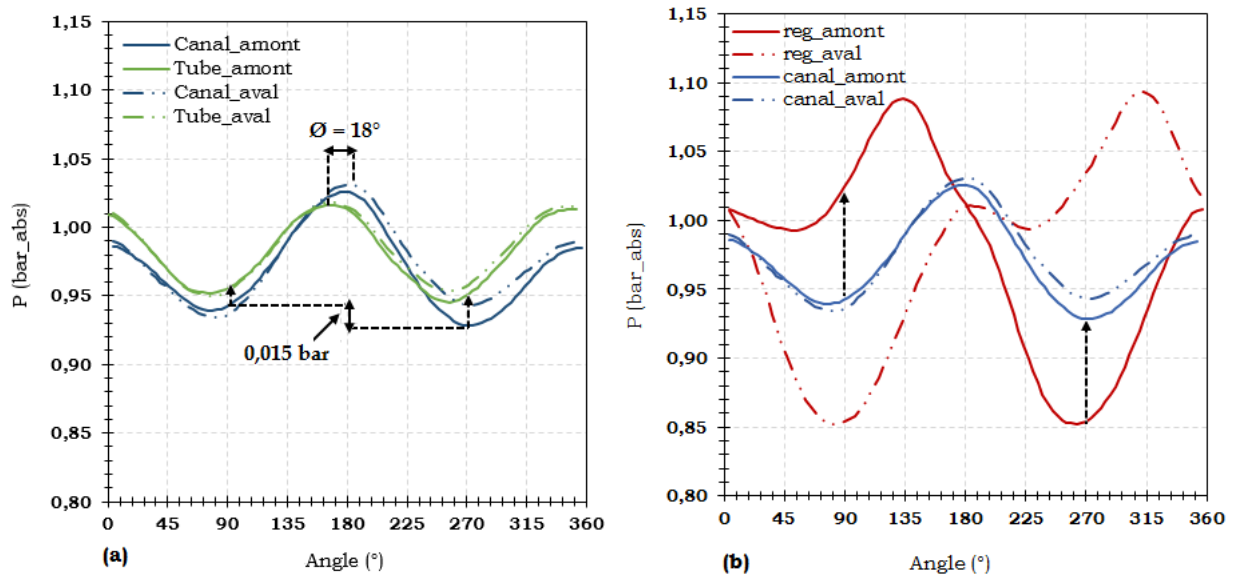 1,15
1,10
1,05
1,00
0,95
0,90
0,85
0,80
P (bar_abs)
Canal_amont
Tube_amont
Canal_aval
Tube_aval
Ø = 18°
0,015 bar
0 45 90 135 180 225 270 315 360
(a) Angle (°)
1,15
1,10
1,05
1,00
0,95
0,90
0,85
0,80
P (bar_abs)
reg_amont
reg_aval
canal_amont
canal_aval
0 45 90 135 180 225 270 315 360
(b) Angle (°)